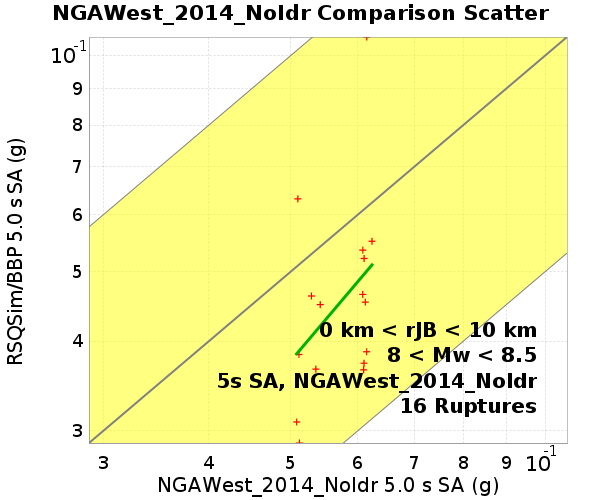 NGAWest_2014_NoIdr Comparison Scatter
10-1
9
8
7
6
5
4
3
RSQSim/BBP 5.0 s SA (g)
0 km < rJB < 10 km
8 < Mw < 8.5
5s SA, NGAWest_2014_NoIdr
16 Ruptures
3 4 5 6 7 8 9 10-1
NGAWest_2014_NoIdr 5.0 s SA (g)